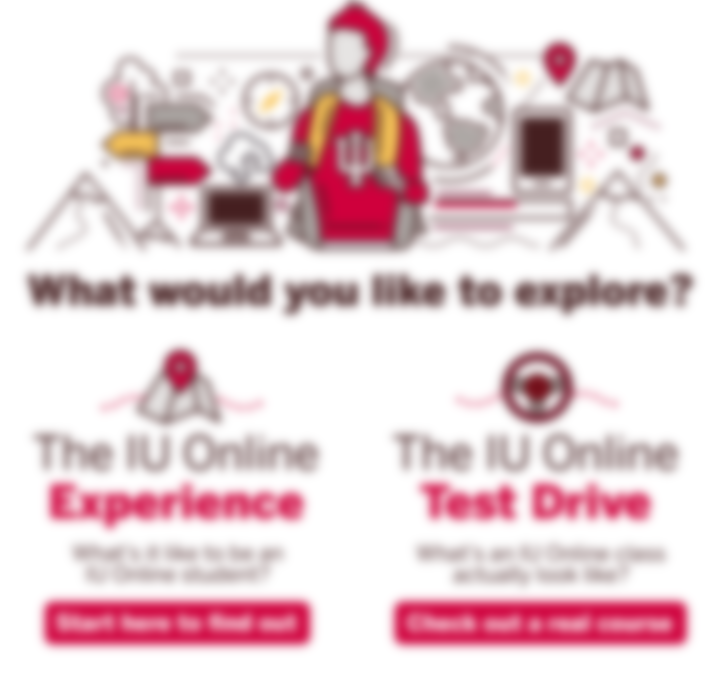 What would you like to explore?
The IU Online
Experience
What's it like to be an
IU Online student?
Start here to find out
The IU Online
Test Drive
What's an IU Online class
actually look like?
Check out a real course